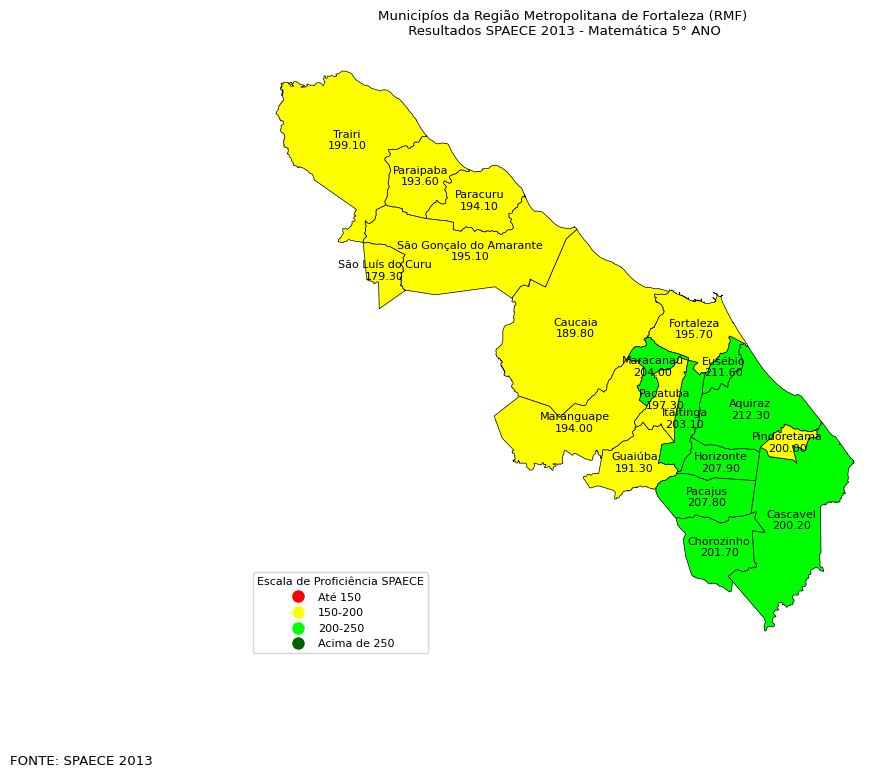 Municipíos da Região Metropolitana de Fortaleza (RMF)
Resultados SPAECE 2013 - Matemática 5° ANO
Trairi
199.10
Paraipaba
193.60
Paracuru
194.10
São Gonçalo do Amarante
195.10
São Luís do Curu
179.30
Caucaia
189.80
Fortaleza
195.70
Maracanaú
204.00
Eusébio
211.60
Pacatuba
197.30
Itaitinga
203.10
Aquiraz
212.30
Maranguape
194.00
Pindoretama
200.00
Guaiúba
191.30
Horizonte
207.90
Pacajus
207.80
Cascavel
200.20
Chorozinho
201.70
Escala de Proficiência SPAECE
Até 150
150-200
200-250
Acima de 250
FONTE: SPAECE 2013